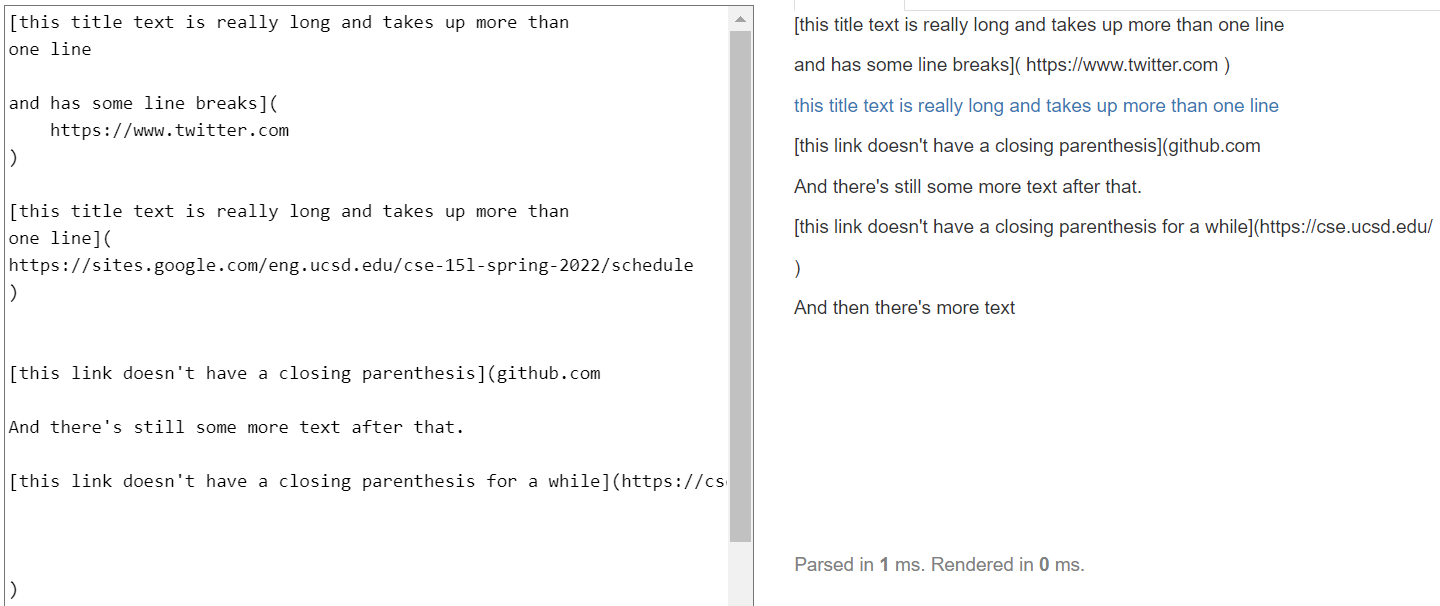 [this title text is really long and takes up more than
one line
and has some line breaks](
https://www.twitter.com
)
[this title text is really long and takes up more than
one line](
https://sites.google.com/eng.ucsd.edu/cse-15l-spring-2022/schedule
)
[this link doesn't have a closing parenthesis](github.com
And there's still some more text after that.
[this link doesn't have a closing parenthesis for a while](https://cs
)
[this title text is really long and takes up more than one line
and has some line breaks]( https://www.twitter.com )
this title text is really long and takes up more than one line
[this link doesn't have a closing parenthesis](github.com
And there's still some more text after that.
[this link doesn't have a closing parenthesis for a while](https://cse.ucsd.edu/
)
And then there's more text
Parsed in 1 ms. Rendered in 0 ms.